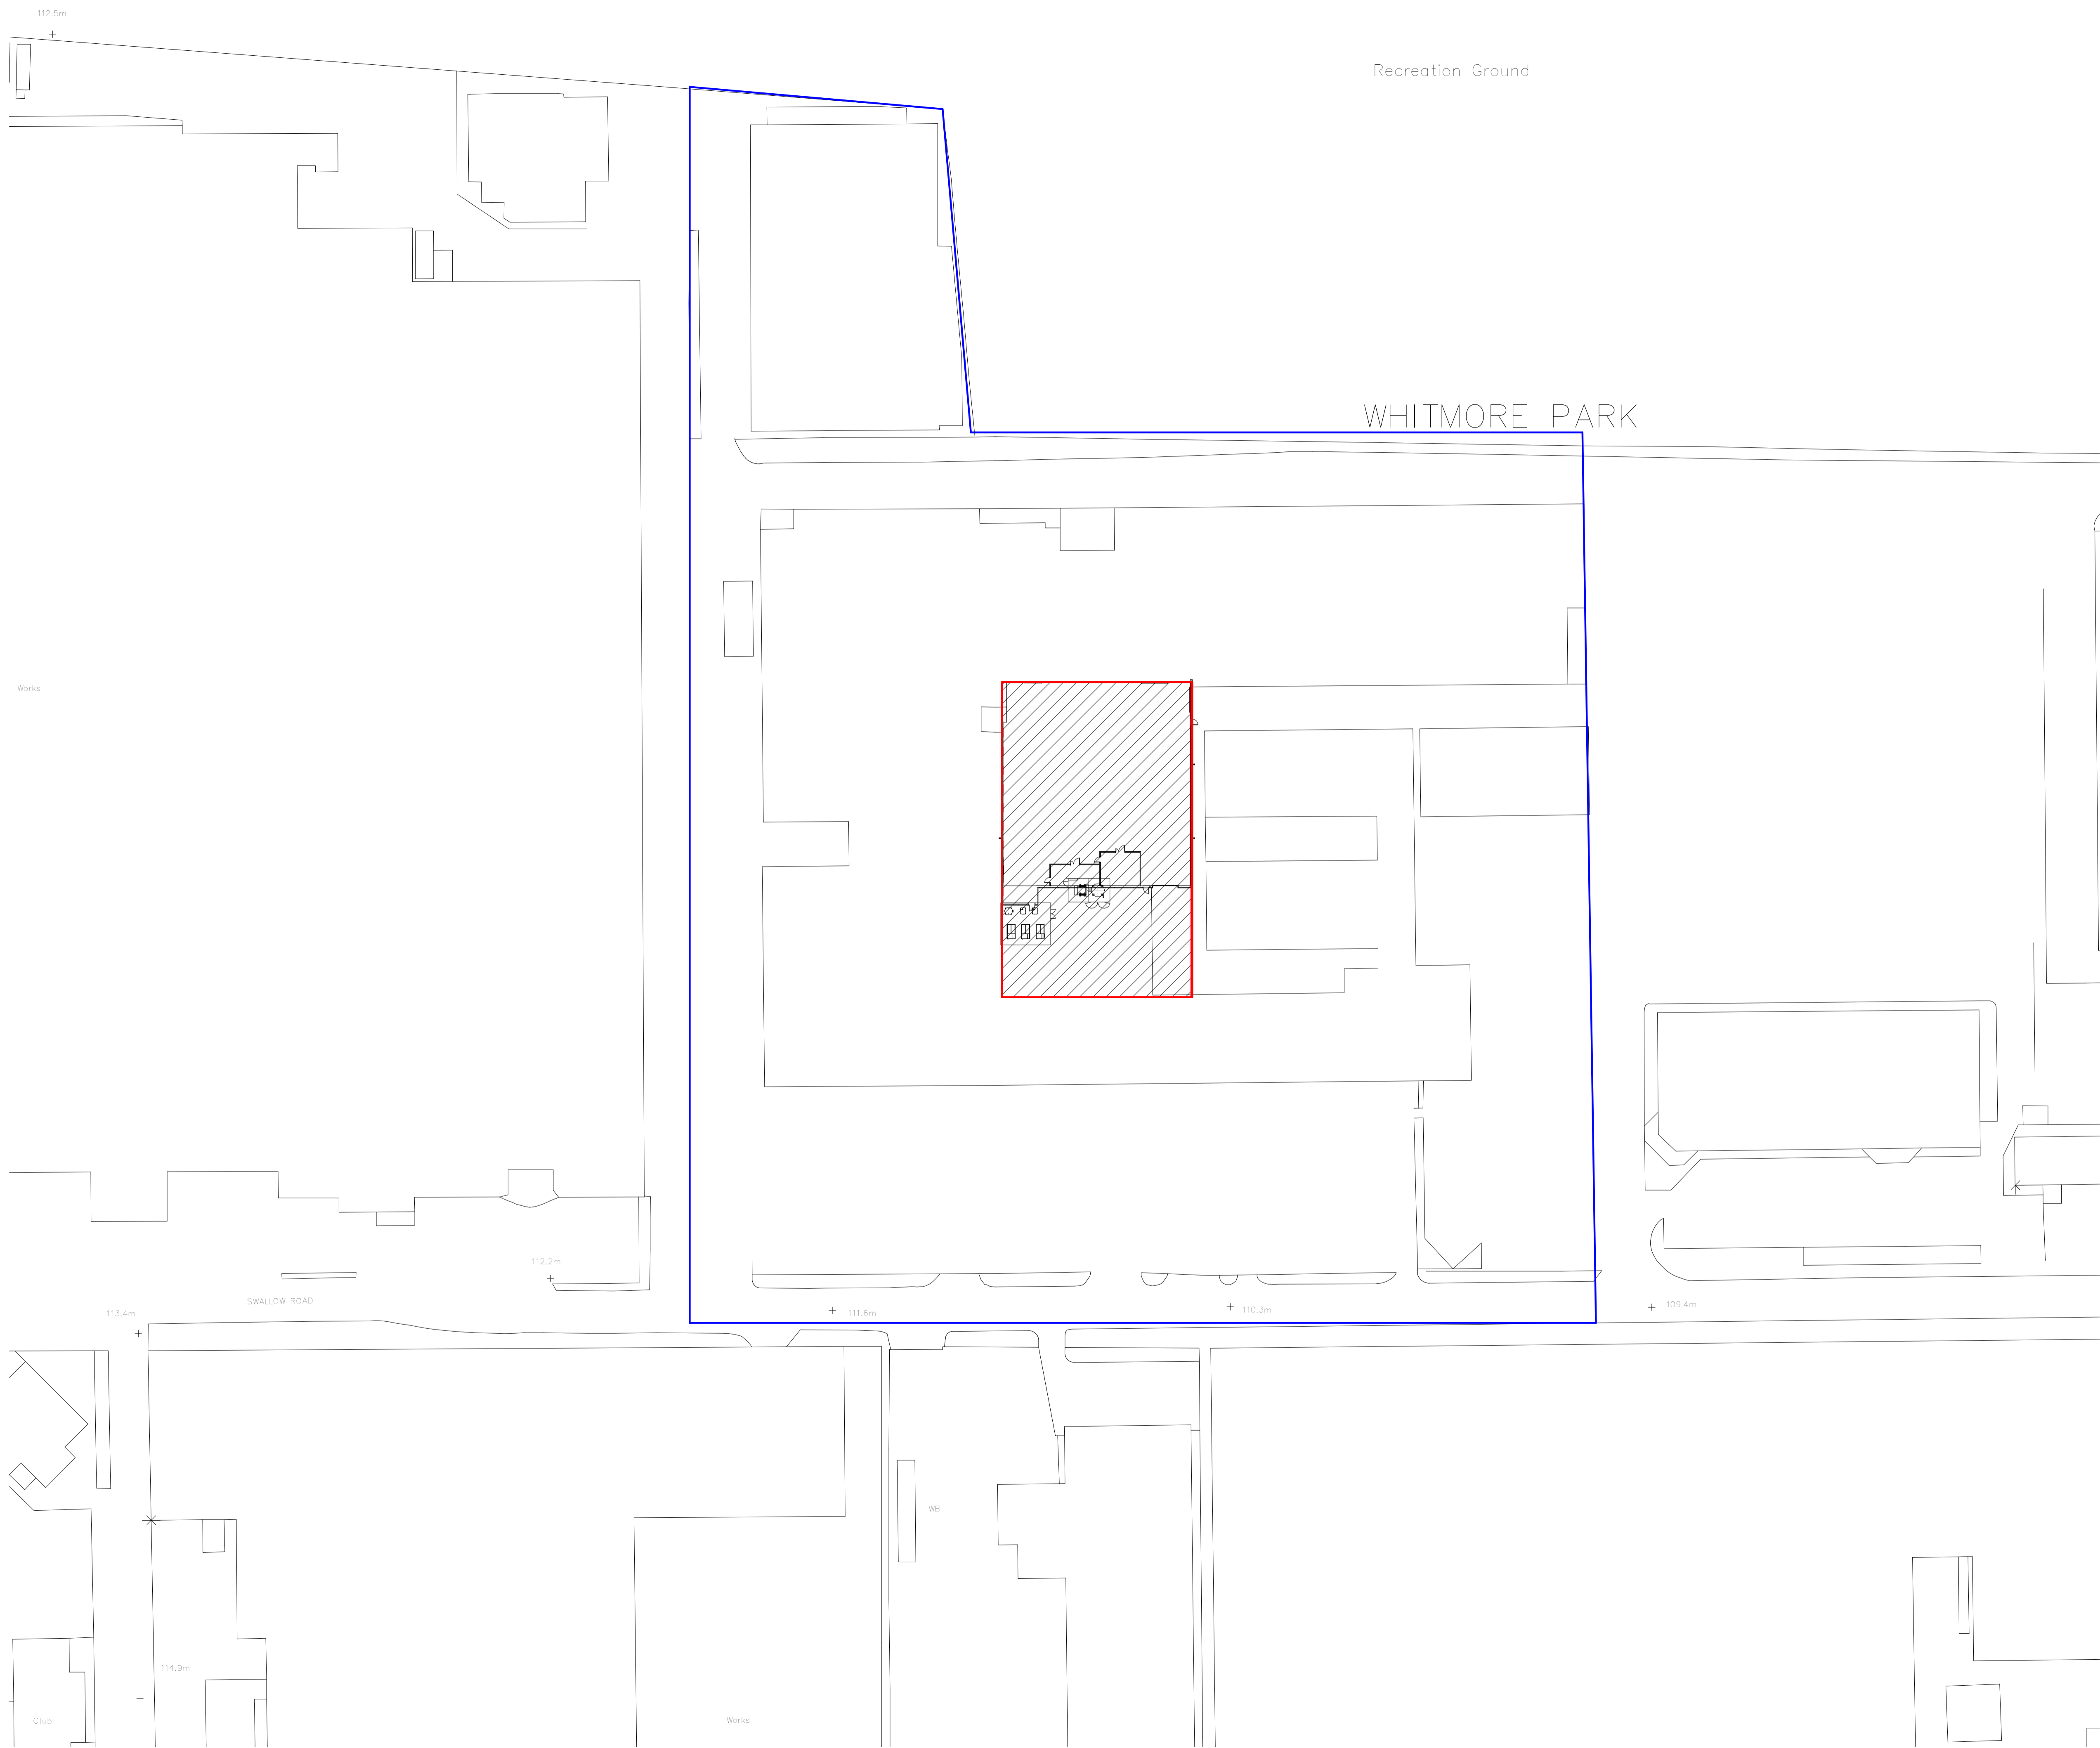 112.5m
Recreation Ground
WHITMORE PARK
Works
112.2m
SWALLOW ROAD
113.4m
111.6m
110.3m
109.4m
WB
114.9m
Club
Works